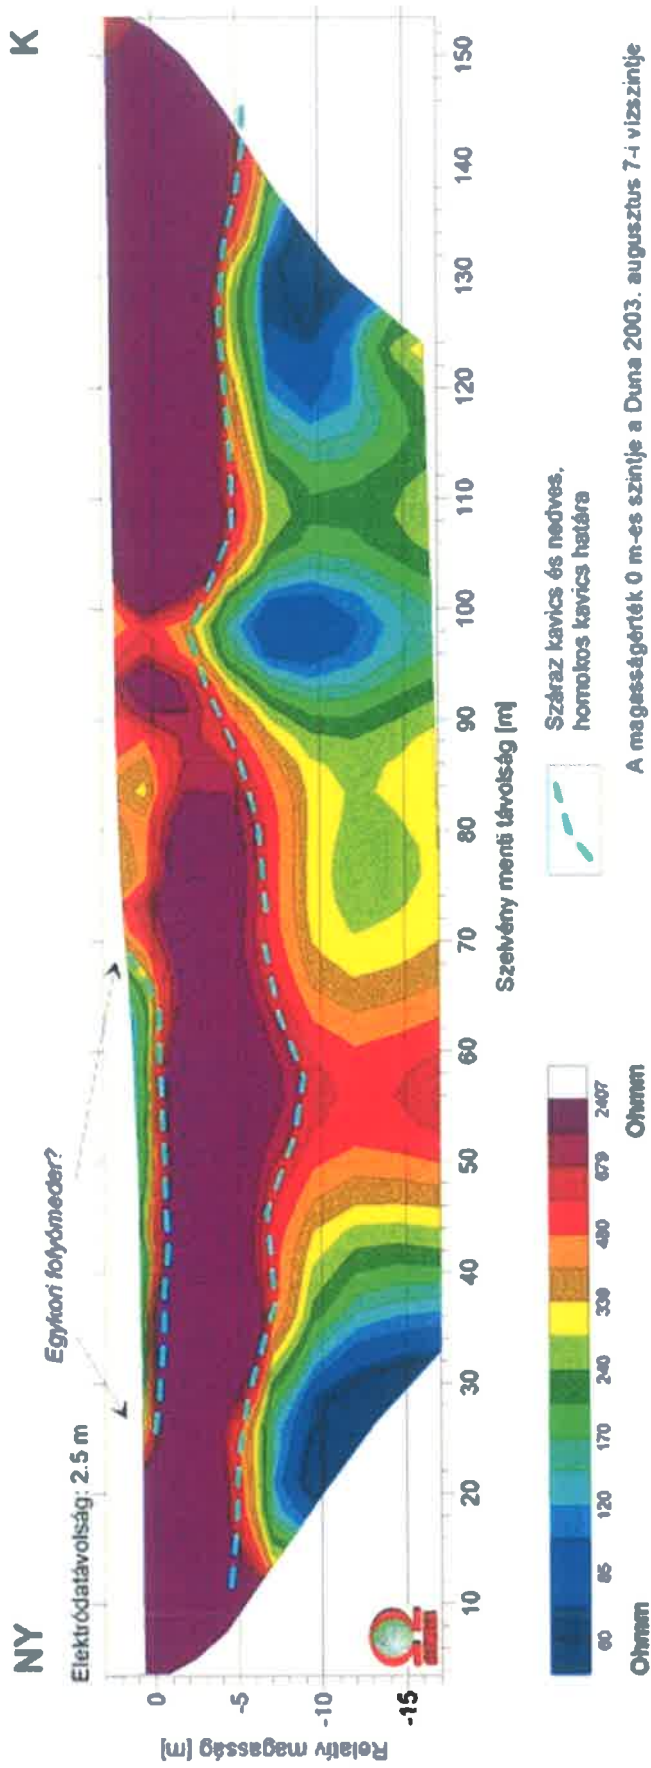 NY
K
Elektródatávolság: 2.5 m
Egykori folyómeder?
Relatív magasság [m]
0
-5
-10
-15
10 20 30 40 50 60 70 80 90 100 110 120 130 140 150
Szelvény menti távolság [m]
60 85 120 170 240 339 480 679 2407
Ohmm
Ohmm
Száraz kavics és nedves,
homokos kavics határa
A magasságérték 0 m-es szintje a Duna 2003. augusztus 7-i vízszintje